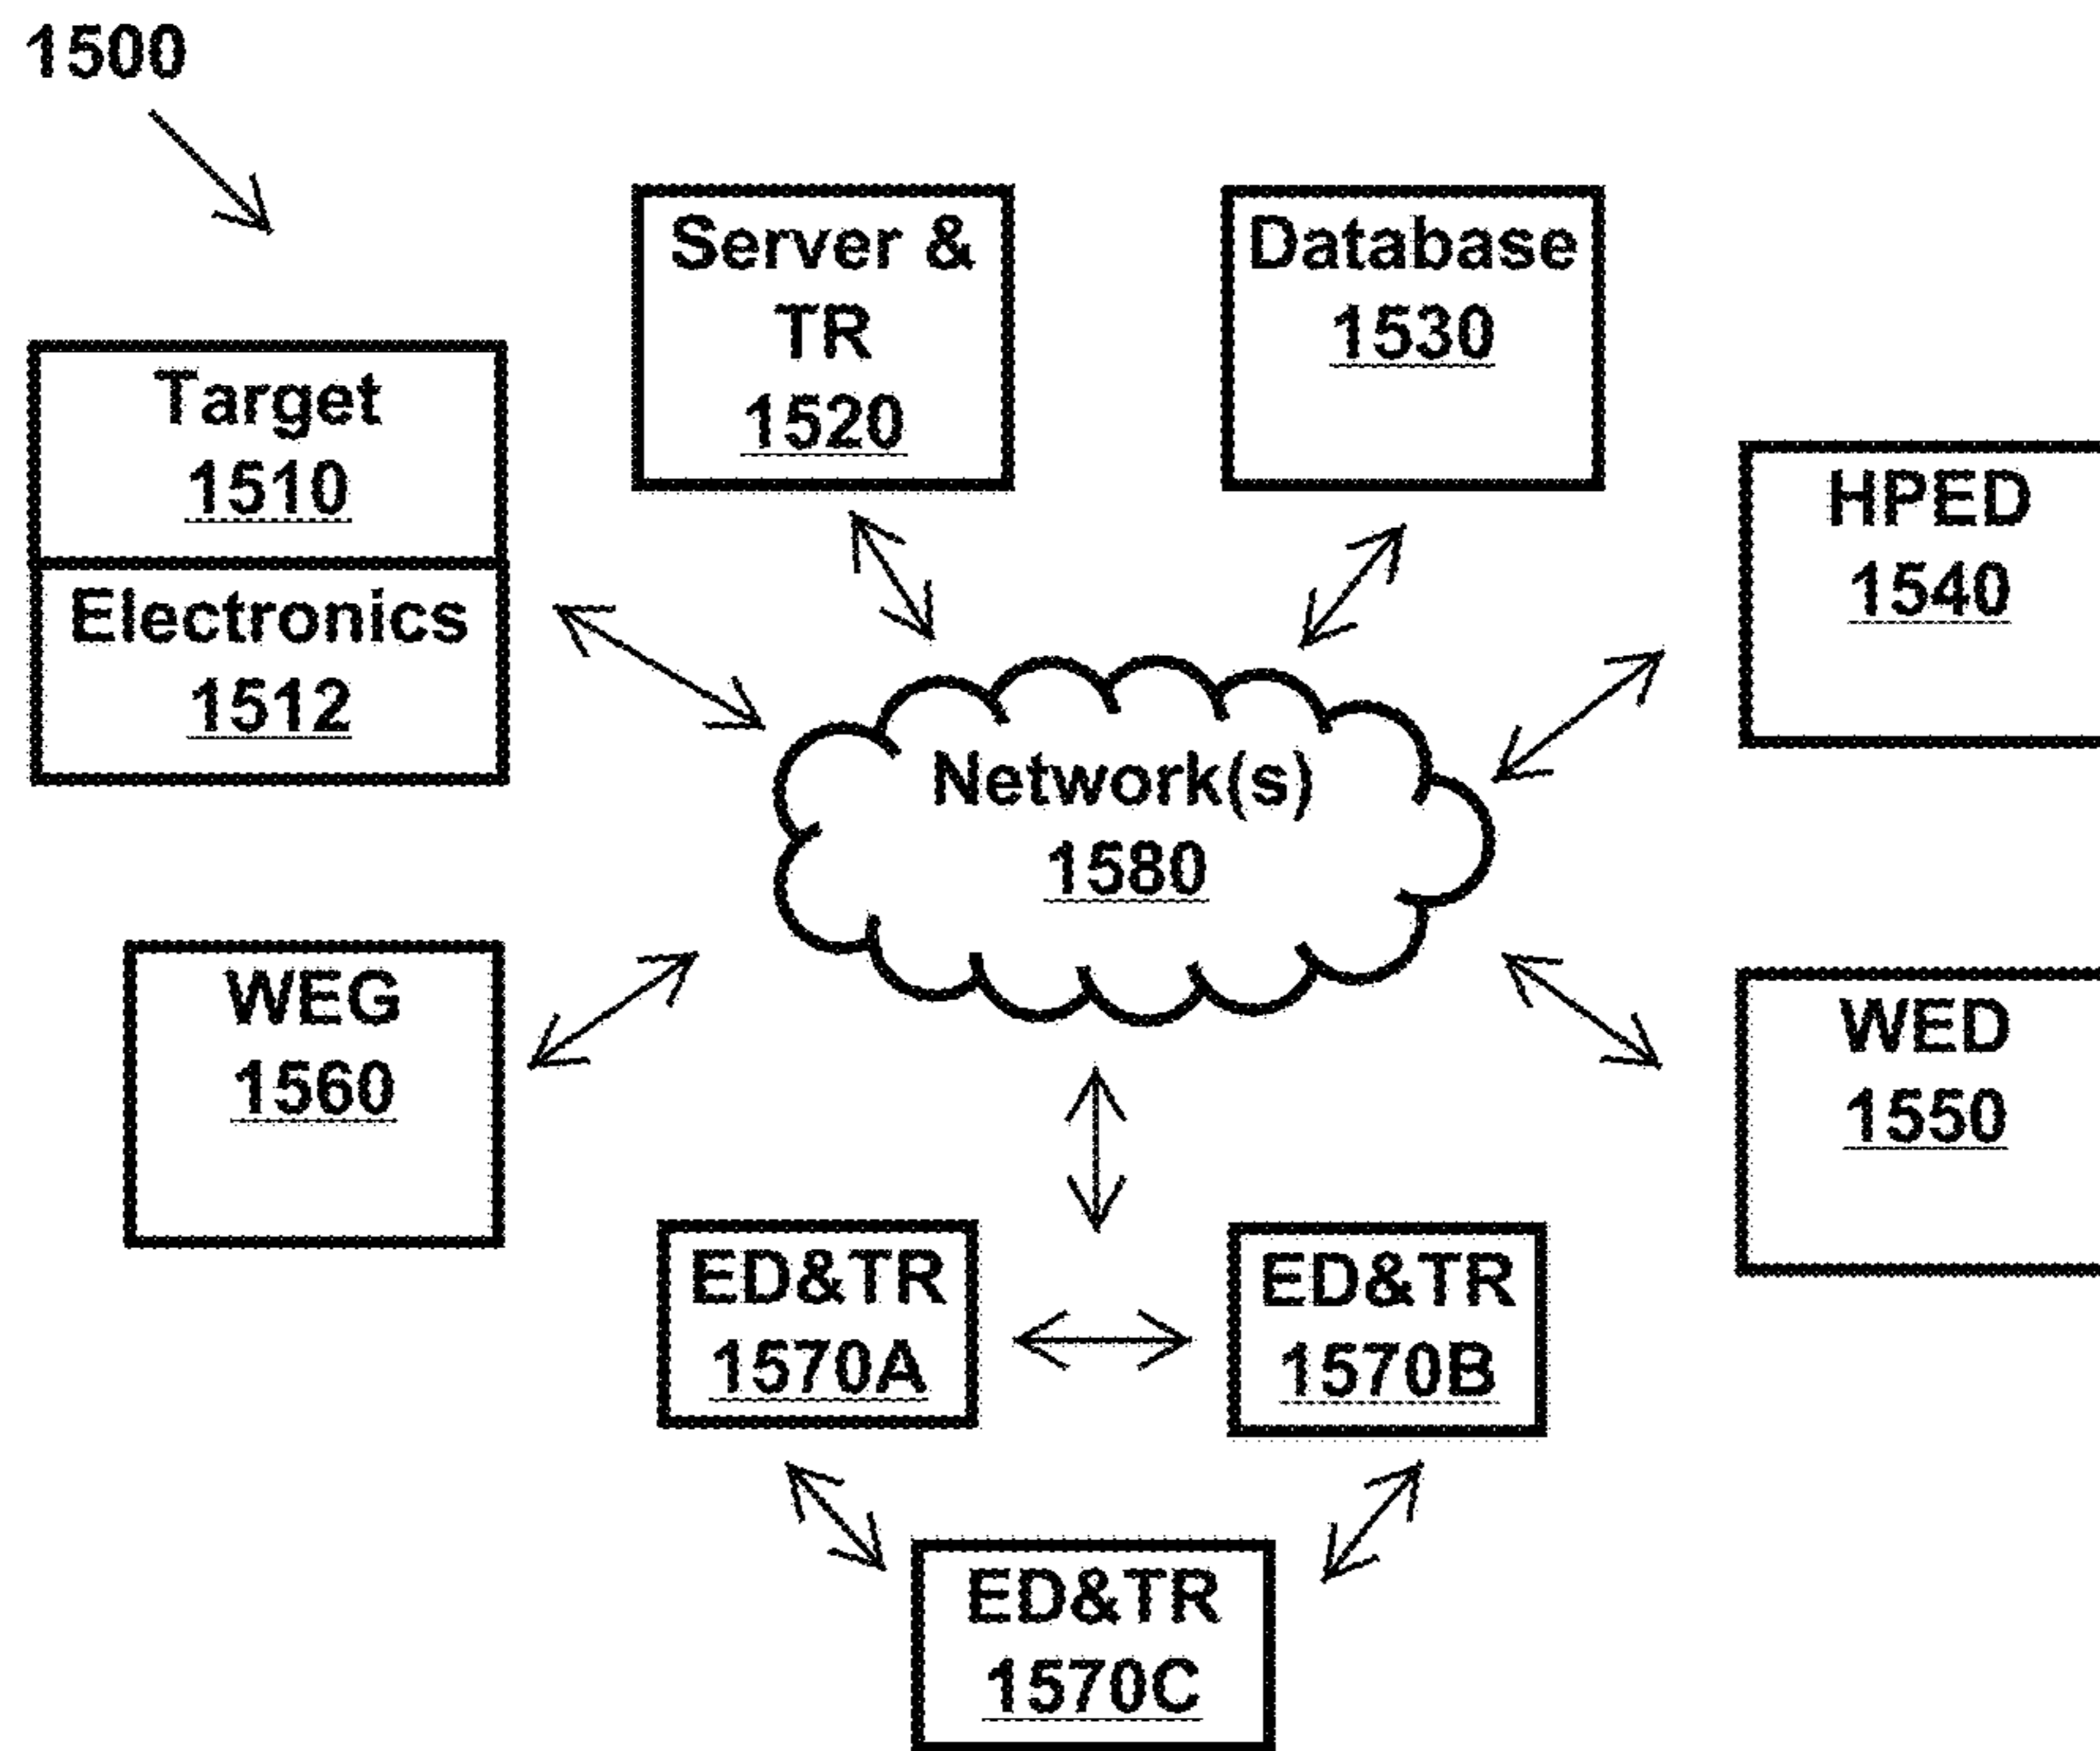 1500
Server &
TR
1520
Database
1530
Target
1510
Electronics
1512
HPED
1540
Network(s)
1580
WEG
1560
WED
1550
ED&TR
1570A
ED&TR
1570B
ED&TR
1570C